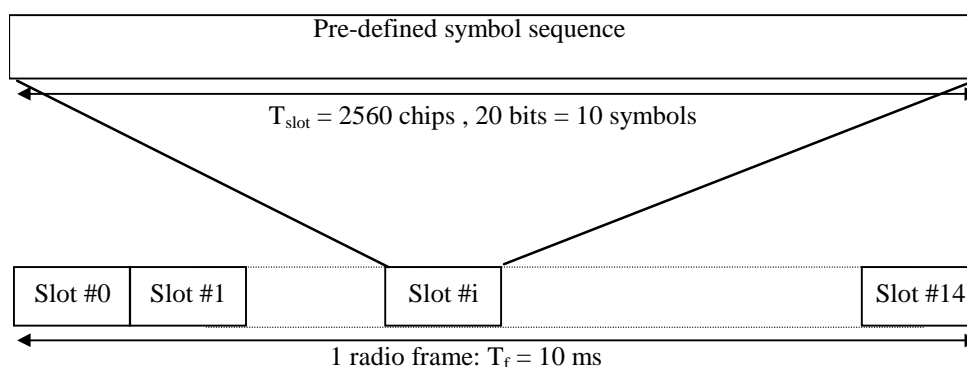 Pre-defined symbol sequence
T_slot = 2560 chips , 20 bits = 10 symbols
Slot #0 Slot #1 Slot #i Slot #14
1 radio frame: T_f = 10 ms